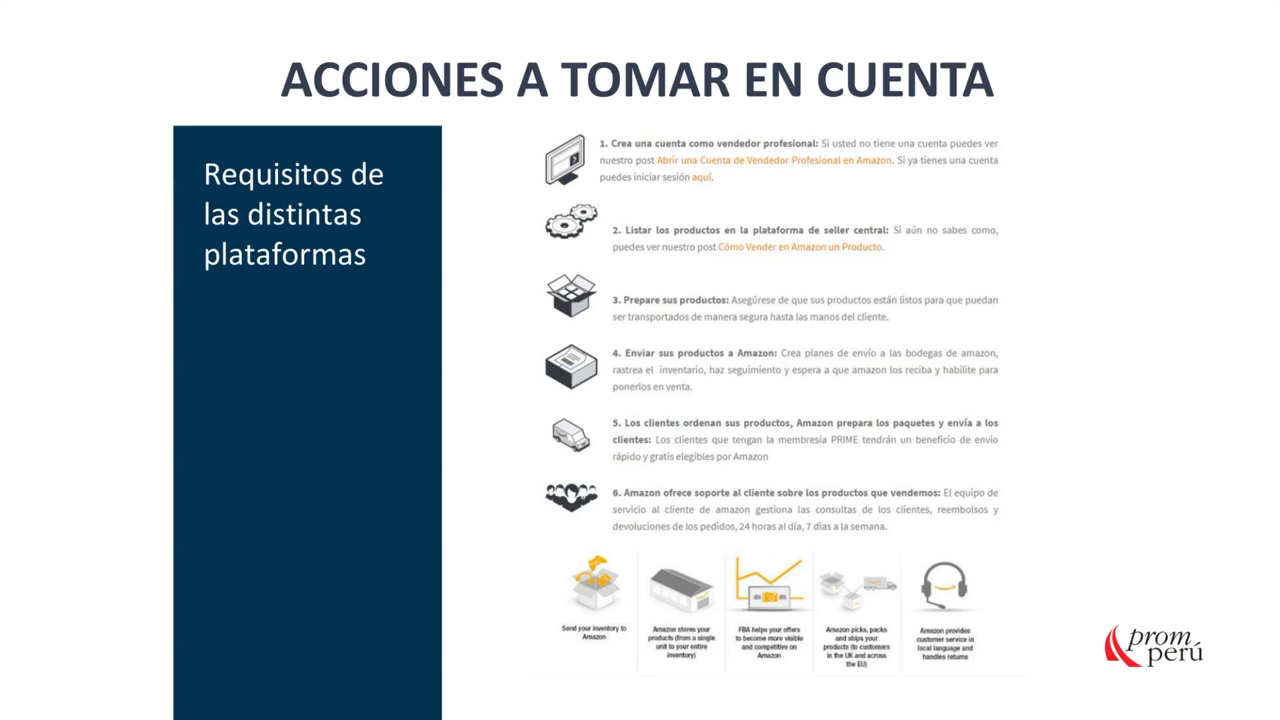 ACCIONES A TOMAR EN CUENTA
Requisitos de
las distintas
plataformas
1. Crea una cuenta como vendedor profesional: Si usted no tiene una cuenta puedes ver
nuestro post Abrir una Cuenta de Vendedor Profesional en Amazon. Si ya tienes una cuenta
puedes iniciar sesión aquí.
2. Listar los productos en la plataforma de seller central: Si aún no sabes como,
puedes ver nuestro post Cómo Vender en Amazon un Producto.
3. Prepare sus productos: Asegúrese de que sus productos están listos para que puedan
ser transportados de manera segura hasta las manos del cliente.
4. Enviar sus productos a Amazon: Crea planes de envío a las bodegas de amazon,
rastrea el inventario, haz seguimiento y espera a que amazon los reciba y habilite para
ponerlos en venta.
5. Los clientes ordenan sus productos, Amazon prepara los paquetes y envía a los
clientes: Los clientes que tengan la membresía PRIME tendrán un beneficio de envio
rápido y gratis elegibles por Amazon
6. Amazon ofrece soporte al cliente sobre los productos que vendemos: El equipo de
servicio al cliente de amazon gestiona las consultas de los clientes, reembolsos y
devoluciones de los pedidos, 24 horas al día, 7 días a la semana.
Send your inventory to
Amazon
Amazon stores your
products (from a single
unit to your entire
inventory)
FBA helps your offers
to become more visible
and competitive on
Amazon
Amazon picks, packs
and ships your
products (to customers
in the UK and across
the EU)
Amazon provides
customer service in
local language and
handles returns
prom
perú